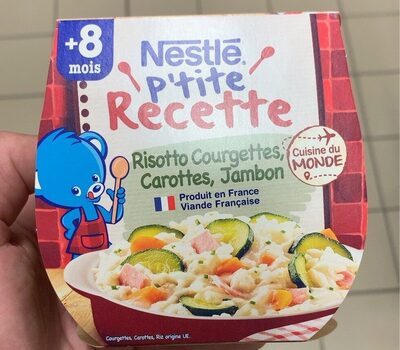 +8
mois
Nestlé
p'tite
Recette
Risotto Courgettes,
Carottes, Jambon
Cuisine du
MONDE
Produit en France
Viande Française
Courgettes, Carottes, Riz origine UE.